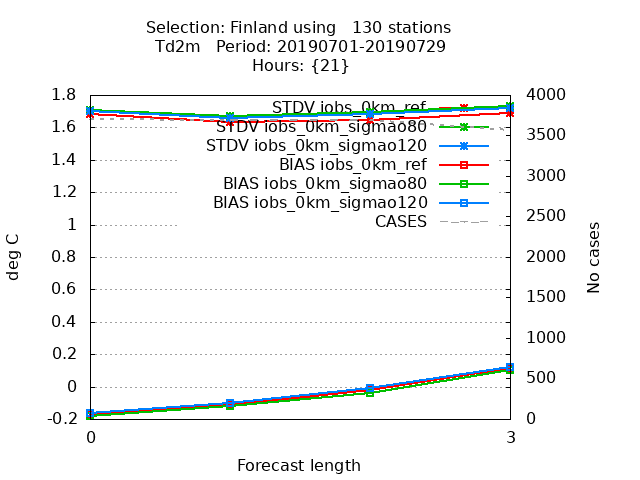 Selection: Finland using   130 stations
Td2m   Period: 20190701-20190729
Hours: {21}
1.8
1.6
1.4
1.2
1
0.8
0.6
0.4
0.2
0
-0.2
deg C
STDV iobs_0km_ref
STDV iobs_0km_sigmao80
STDV iobs_0km_sigmao120
BIAS iobs_0km_ref
BIAS iobs_0km_sigmao80
BIAS iobs_0km_sigmao120
CASES
4000
3500
3000
2500
2000
1500
1000
500
0
No cases
0 3
Forecast length